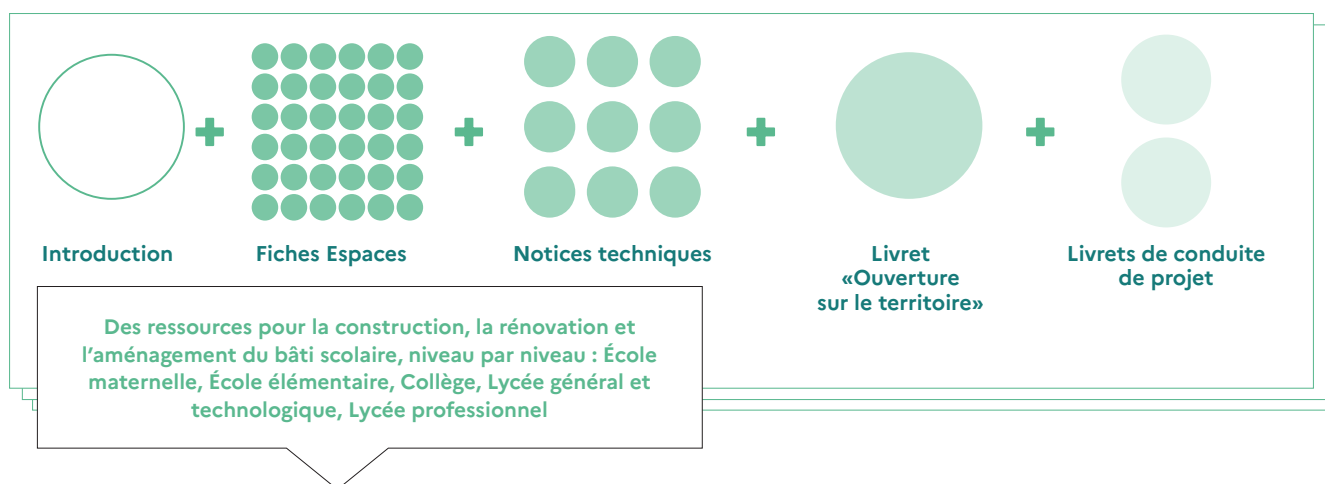 Introduction
Fiches Espaces
Notices techniques
Livret
«Ouverture
sur le territoire»
Livrets de conduite
de projet
Des ressources pour la construction, la rénovation et
l’aménagement du bâti scolaire, niveau par niveau : École
maternelle, École élémentaire, Collège, Lycée général et
technologique, Lycée professionnel